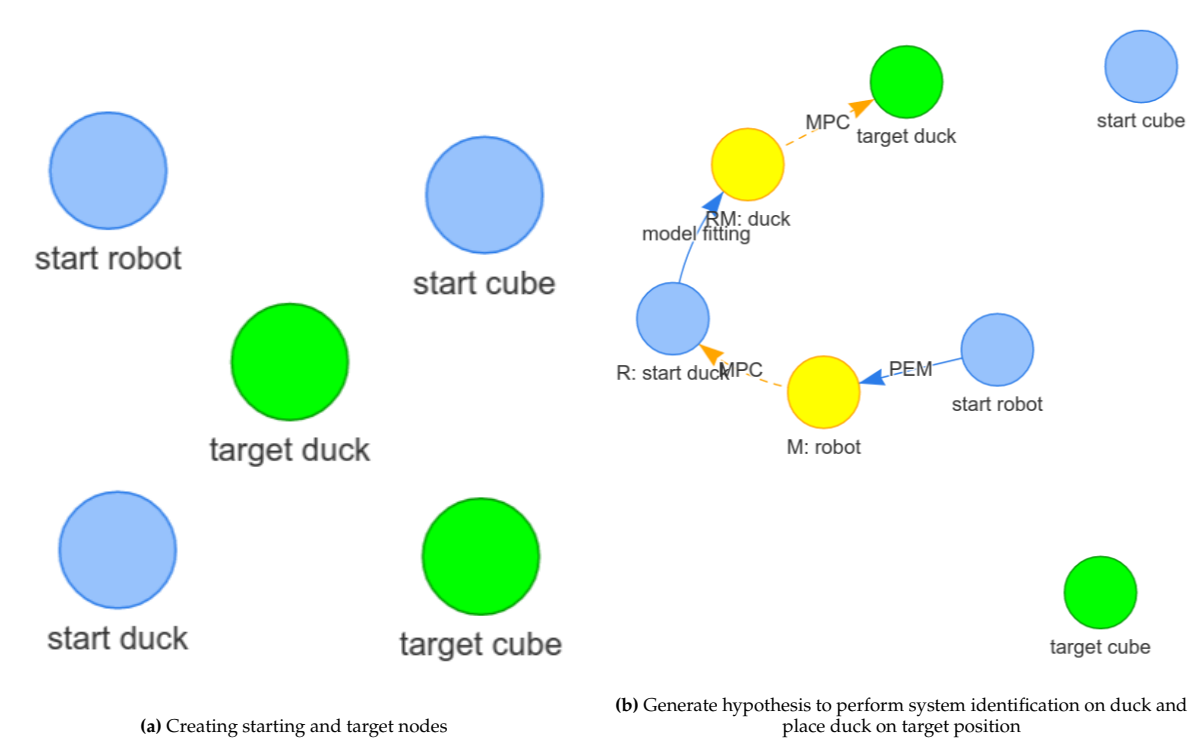 start robot
start cube
target duck
start duck
target cube
(a) Creating starting and target nodes
start cube
MPC
target duck
RM: duck
model fitting
R: start duck
MPC
PEM
start robot
M: robot
target cube
(b) Generate hypothesis to perform system identification on duck and
place duck on target position